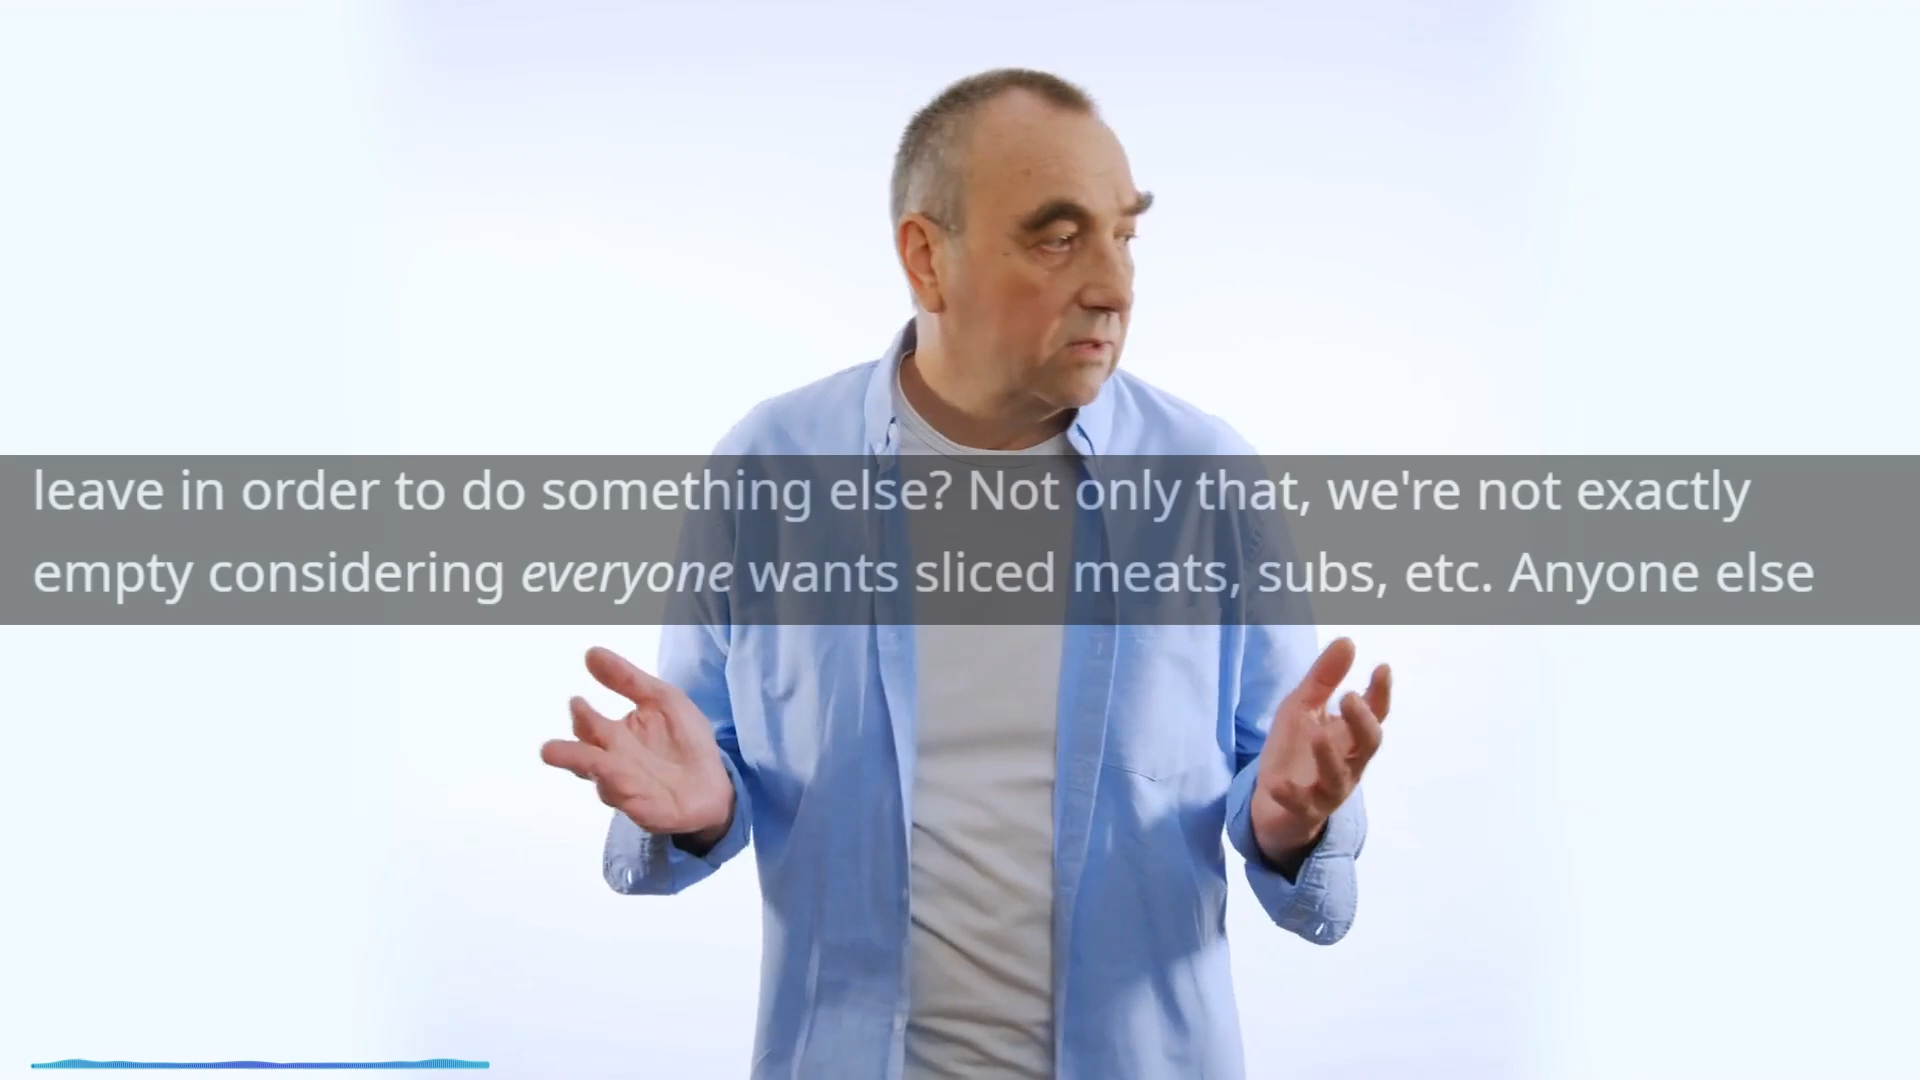 leave in order to do something else? Not only that, we're not exactly
empty considering everyone wants sliced meats, subs, etc. Anyone else